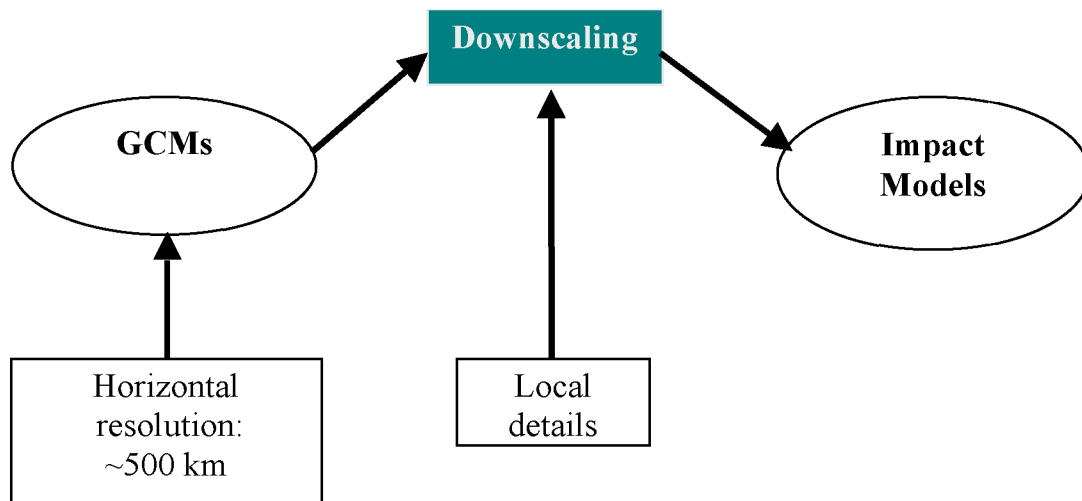 Downscaling
GCMs
Impact
Models
Horizontal
resolution:
~500 km
Local
details